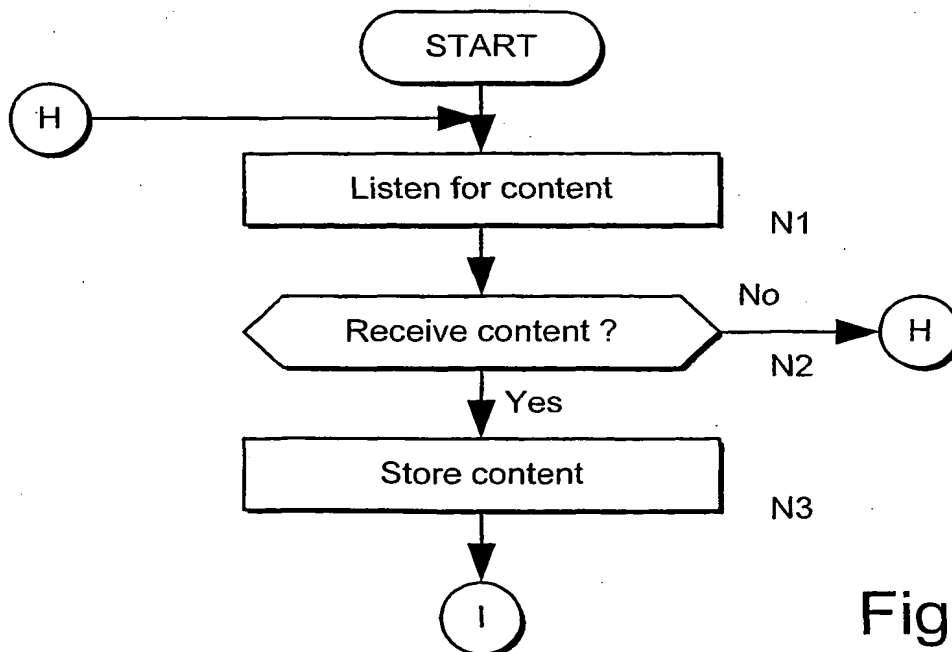 START
H
Listen for content
N1
No
Receive content ?
H
N2
Yes
Store content
N3
I
Fig